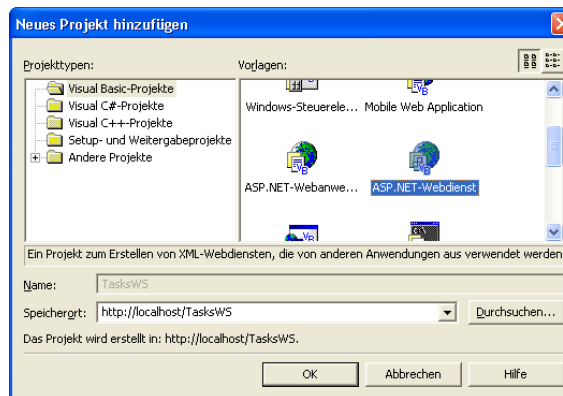 Neues Projekt hinzufügen
Projekttypen:
Vorlagen:
Visual Basic-Projekte
Visual C#-Projekte
Visual C++-Projekte
Setup- und Weitergabeprojekte
Andere Projekte
Windows-Steuerele... Mobile Web Application
ASP.NET-Webanwe... ASP.NET-Webdienst
Ein Projekt zum Erstellen von XML-Webdiensten, die von anderen Anwendungen aus verwendet werden
Name: TasksWS
Speicherort: http://localhost/TasksWS Durchsuchen...
Das Projekt wird erstellt in: http://localhost/TasksWS.
OK Abbrechen Hilfe